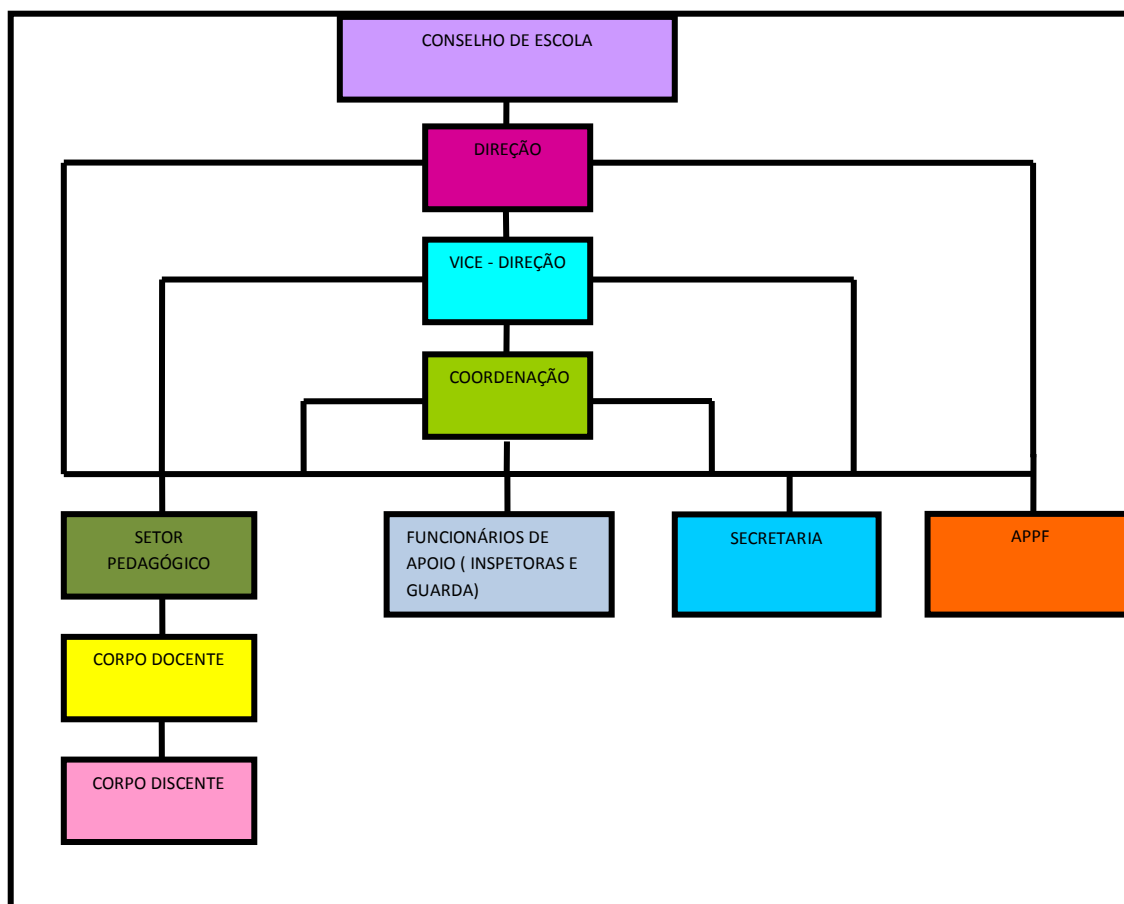 CONSELHO DE ESCOLA
DIREÇÃO
VICE - DIREÇÃO
COORDENAÇÃO
SETOR
PEDAGÓGICO
FUNCIONÁRIOS DE
APOIO ( INSPETORAS E
GUARDA)
SECRETARIA
APPF
CORPO DOCENTE
CORPO DISCENTE